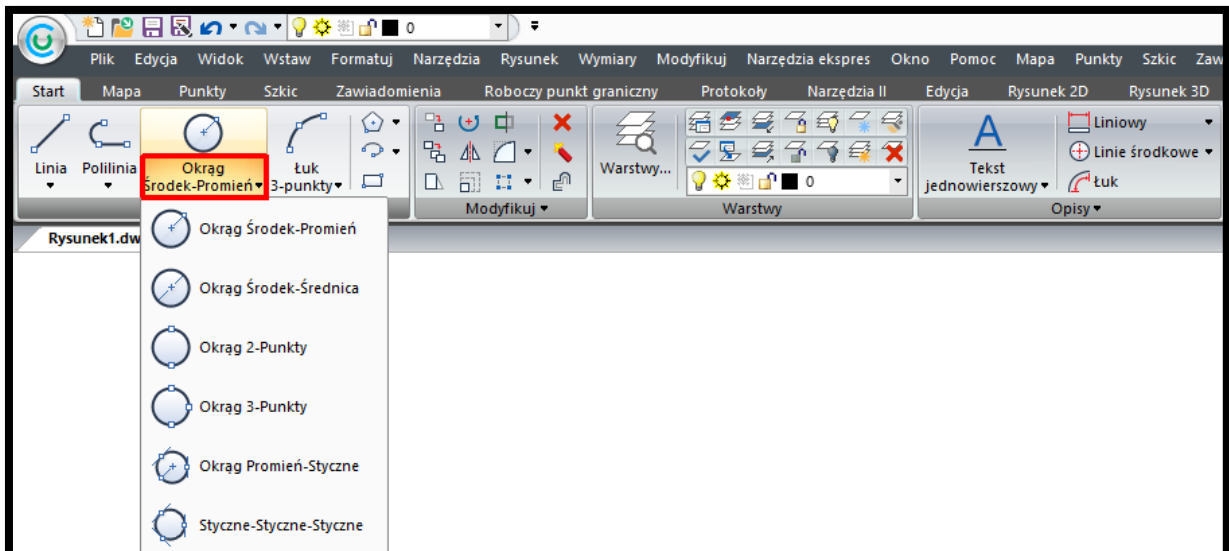 0
Plik Edycja Widok Wstaw Formatuj Narzędzia Rysunek Wymiary Modyfikuj Narzędzia ekspres Okno Pomoc Mapa Punkty Szkic Zaw
Start Mapa Punkty Szkic Zawiadomienia Roboczy punkt graniczny Protokoły Narzędzia II Edycja Rysunek 2D Rysunek 3D
Linia
Polilinia
Okrąg
Środek-Promień
Łuk
3-punkty
Modyfikuj
Warstwy...
0
Warstwy
A
Tekst
jednowierszowy
Liniowy
Linie środkowe
Łuk
Opisy
Rysunek1.dw
Okrąg Środek-Promień
Okrąg Środek-Średnica
Okrąg 2-Punkty
Okrąg 3-Punkty
Okrąg Promień-Styczne
Styczne-Styczne-Styczne